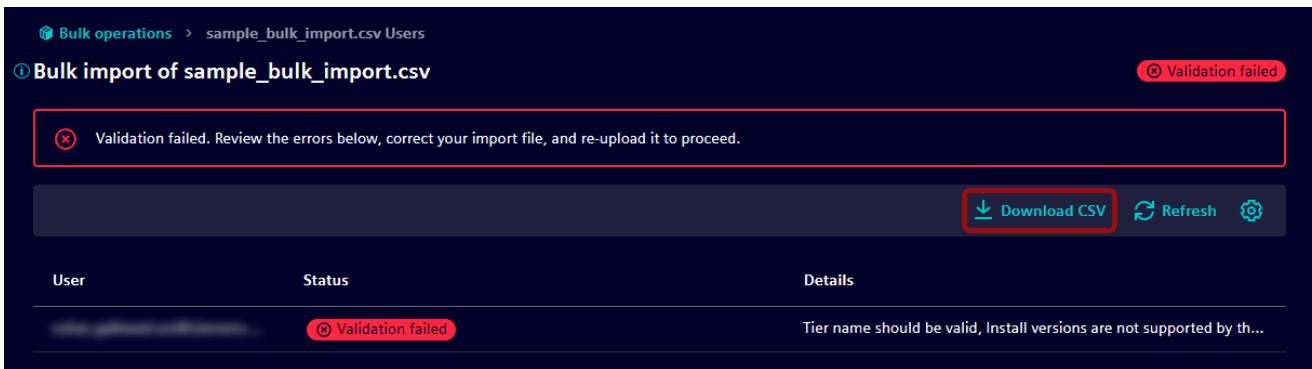 Bulk operations > sample_bulk_import.csv Users
Bulk import of sample_bulk_import.csv
Validation failed
Validation failed. Review the errors below, correct your import file, and re-upload it to proceed.
Download CSV Refresh
User Status Details
Validation failed Tier name should be valid, Install versions are not supported by th...